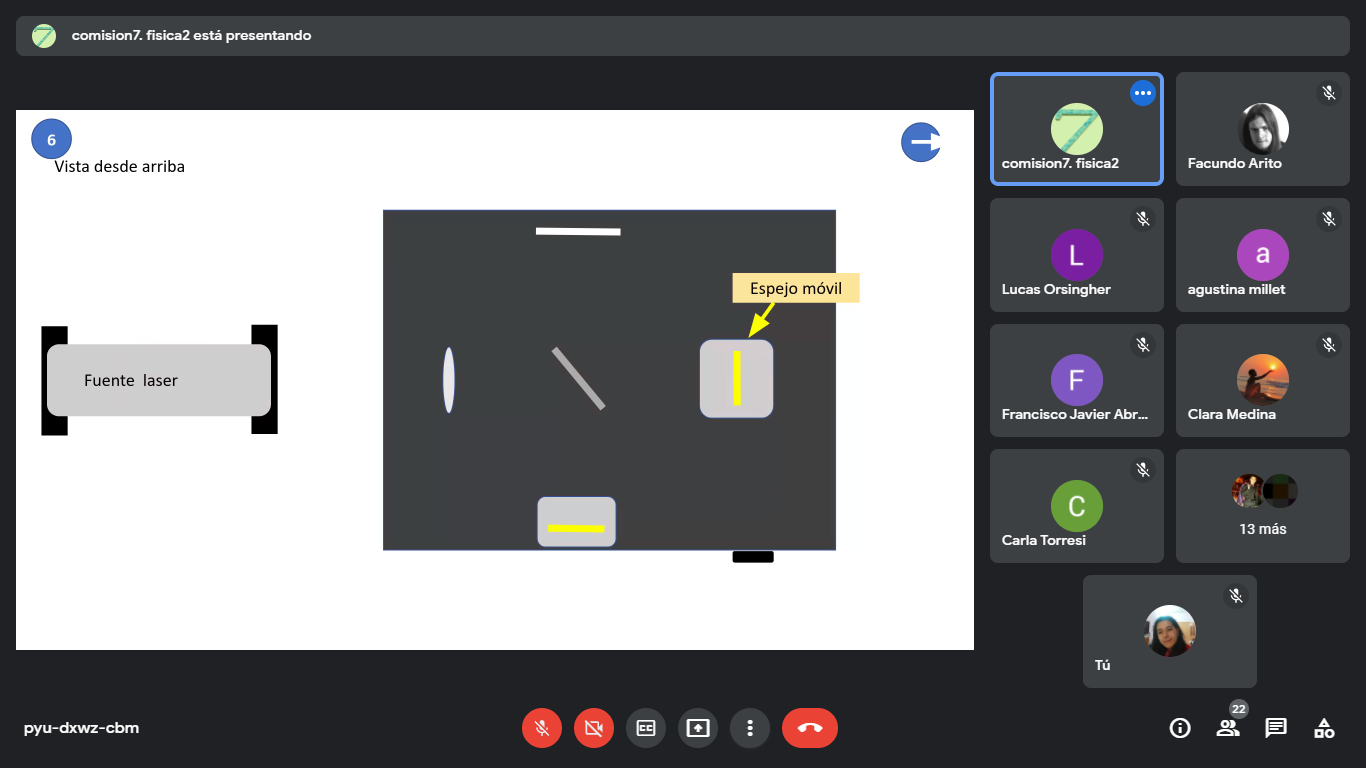 comision7. fisica2 está presentando
6
Vista desde arriba
Espejo móvil
Fuente laser
comision7. fisica2
Facundo Arito
L
Lucas Orsingher
a
agustina millet
F
Francisco Javier Abr...
Clara Medina
C
Carla Torresi
13 más
Tú
pyu-dxwz-cbm
CC
22